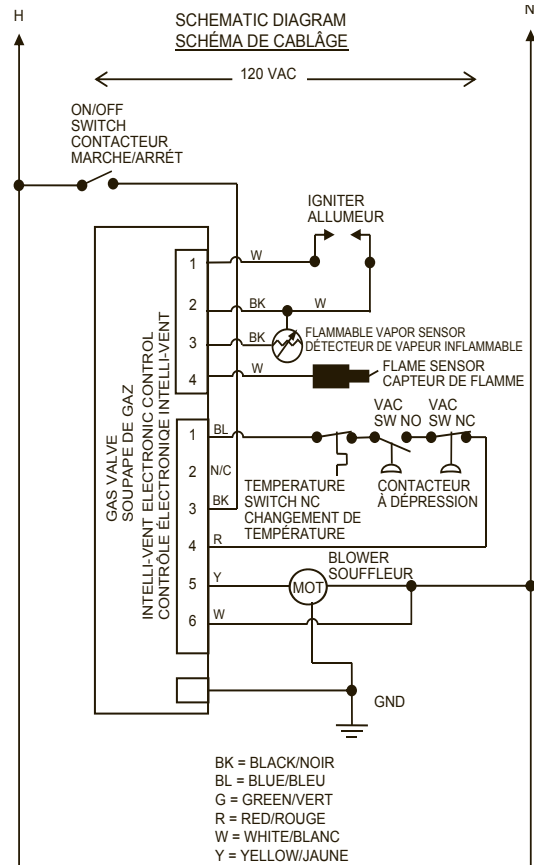 H
N
SCHEMATIC DIAGRAM
SCHÉMA DE CABLÂGE
120 VAC
ON/OFF
SWITCH
CONTACTEUR
MARCHE/ARRÉT
IGNITER
ALLUMEUR
GAS VALVE
SOUPAPE DE GAZ
INTELLI-VENT ELECTRONIC CONTROL
CONTRÔLE ÉLECTRONIQE INTELLI-VENT
1
W
2
BK
W
3
BK
FLAMMABLE VAPOR SENSOR
DÉTECTEUR DE VAPEUR INFLAMMABLE
4
W
FLAME SENSOR
CAPTEUR DE FLAMME
1
BL
VAC
SW NO
VAC
SW NC
2
N/C
TEMPERATURE
SWITCH NC
CHANGEMENT DE
TEMPÉRATURE
CONTACTEUR
À DÉPRESSION
3
BK
4
R
BLOWER
SOUFFLEUR
5
Y
MOT
6
W
GND
BK = BLACK/NOIR
BL = BLUE/BLEU
G = GREEN/VERT
R = RED/ROUGE
W = WHITE/BLANC
Y = YELLOW/JAUNE